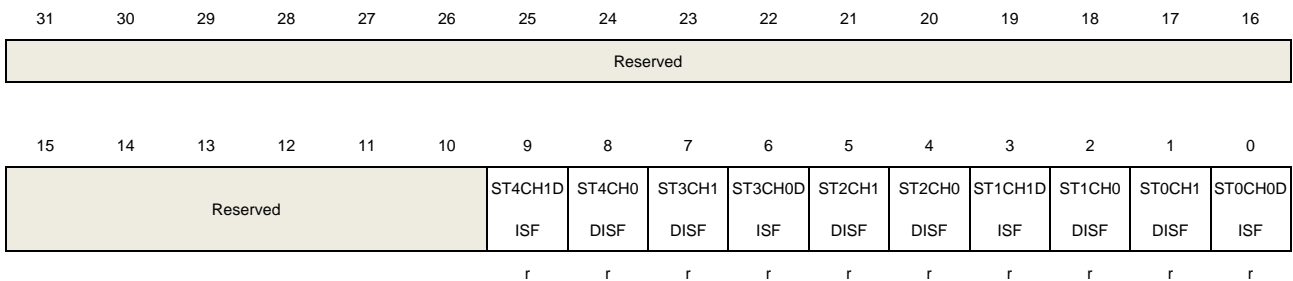 31 30 29 28 27 26 25 24 23 22 21 20 19 18 17 16
Reserved
15 14 13 12 11 10 9 8 7 6 5 4 3 2 1 0
Reserved ST4CH1D ST4CH0 ST3CH1 ST3CH0D ST2CH1 ST2CH0 ST1CH1D ST1CH0 ST0CH1 ST0CH0D
ISF DISF DISF ISF DISF DISF ISF DISF DISF ISF
r r r r r r r r r r